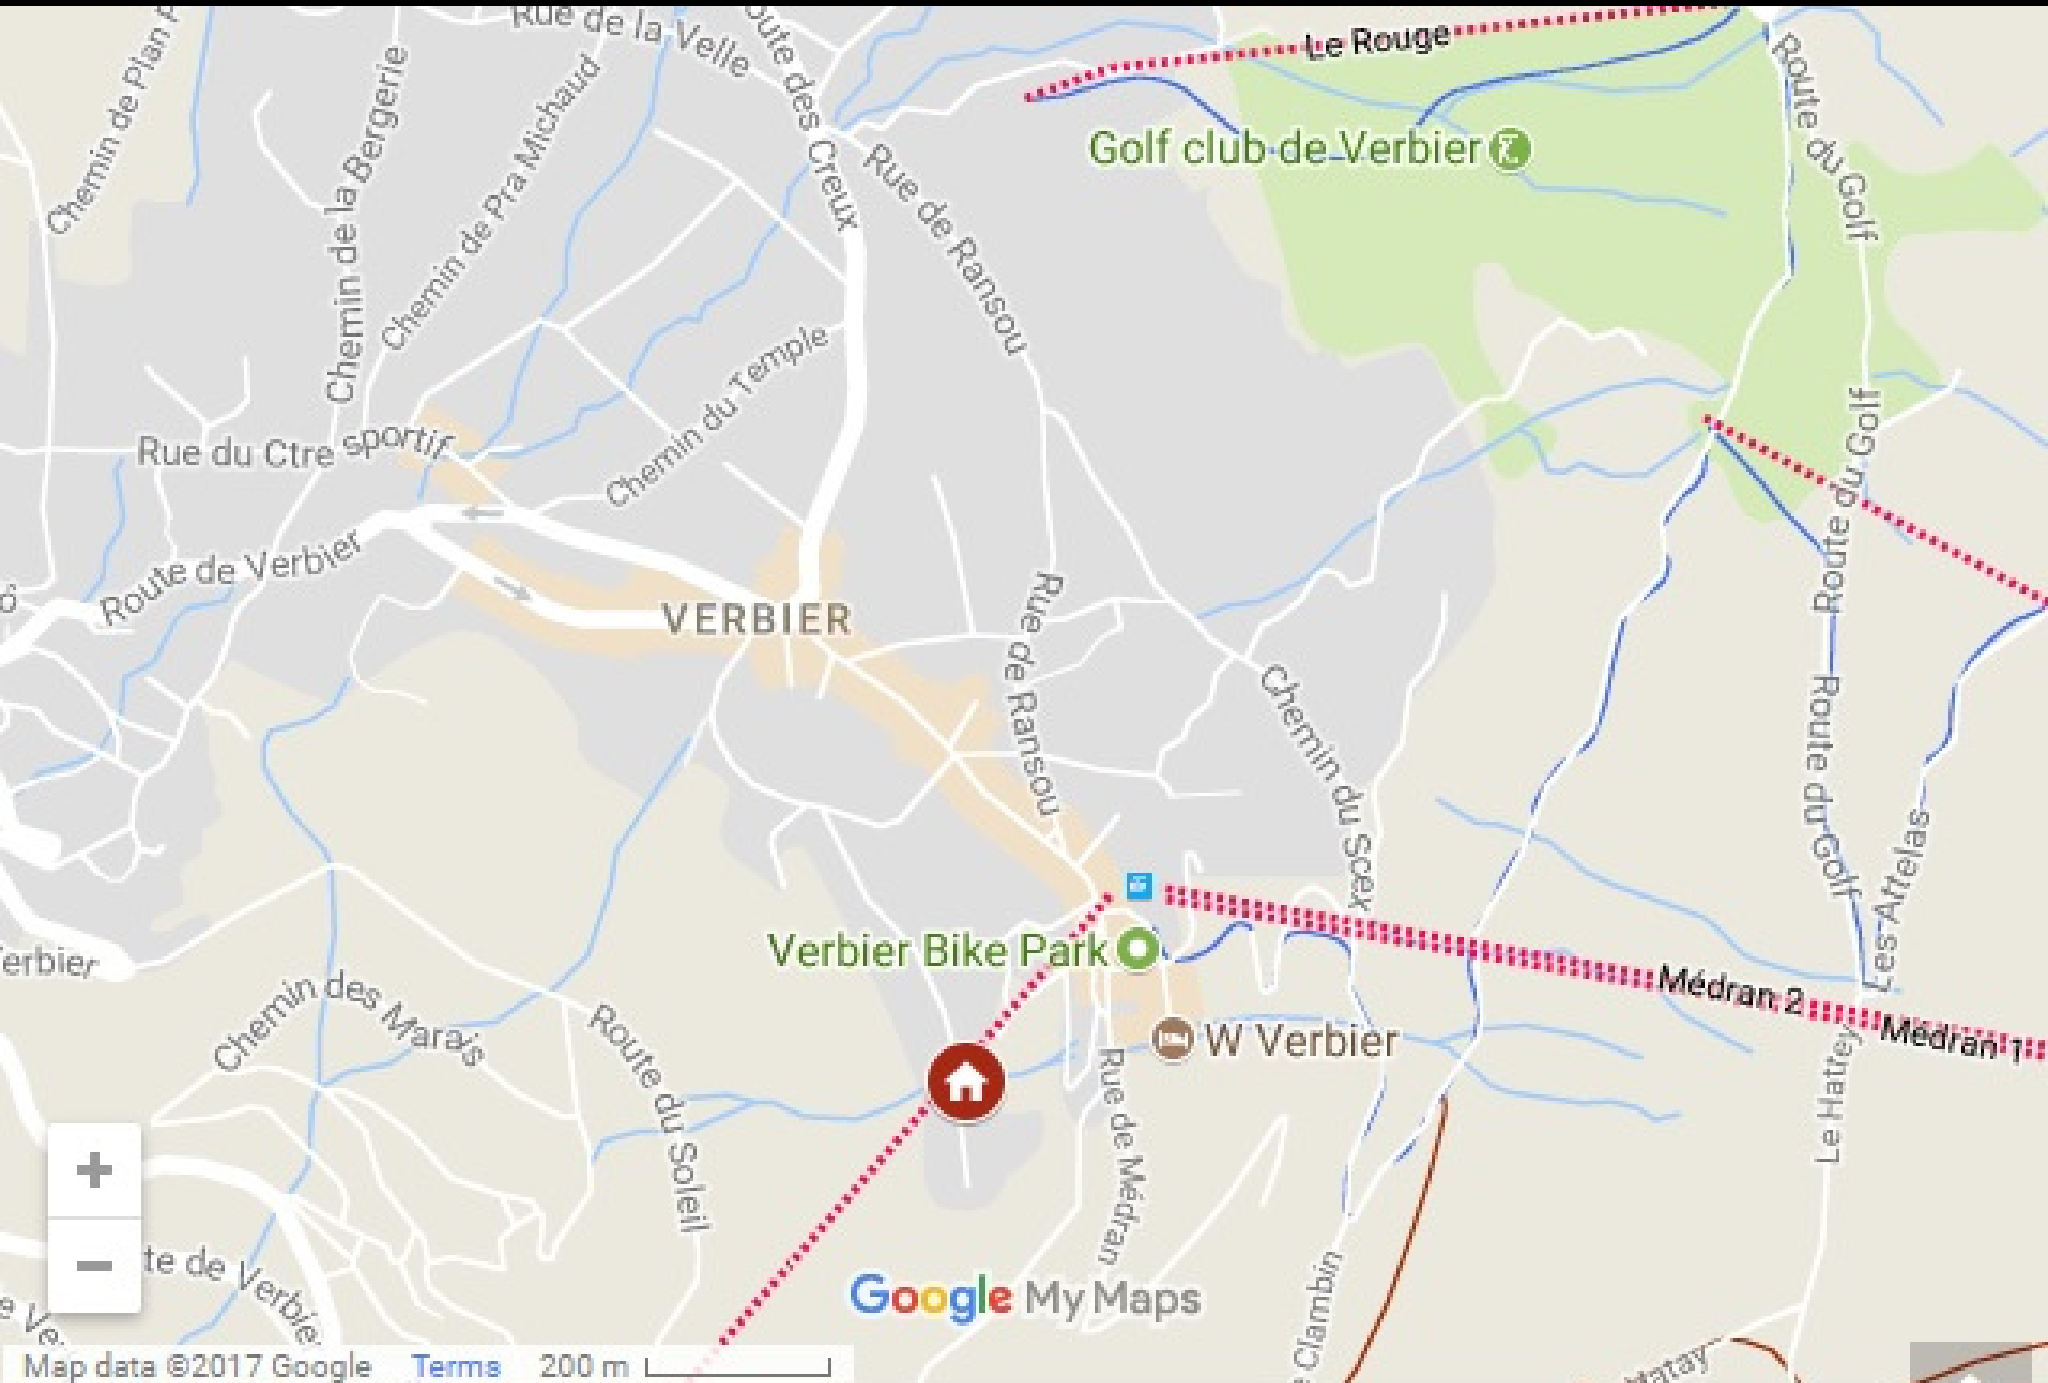 Rue de la Velle
oute des Creux
Le Rouge
Route du Golf
Chemin de Plan P
Chemin de la Bergerie
Chemin de Pra Michaud
Rue de Ransou
Golf club de Verbier
Chemin du Temple
Rue du Ctre sportif
Route du Golf
Route de Verbier
VERBIER
Rue de Ransou
Chemin du Scex
Route du Golf
Les Attelas
erbier
Verbier Bike Park
Médran 2
Médran 1
Chemin des Marais
Route du Soleil
W Verbier
Rue de Médran
Le Hattey
te de Verbie
e Ve
Clambin
atay
Google My Maps
Map data ©2017 Google Terms 200 m